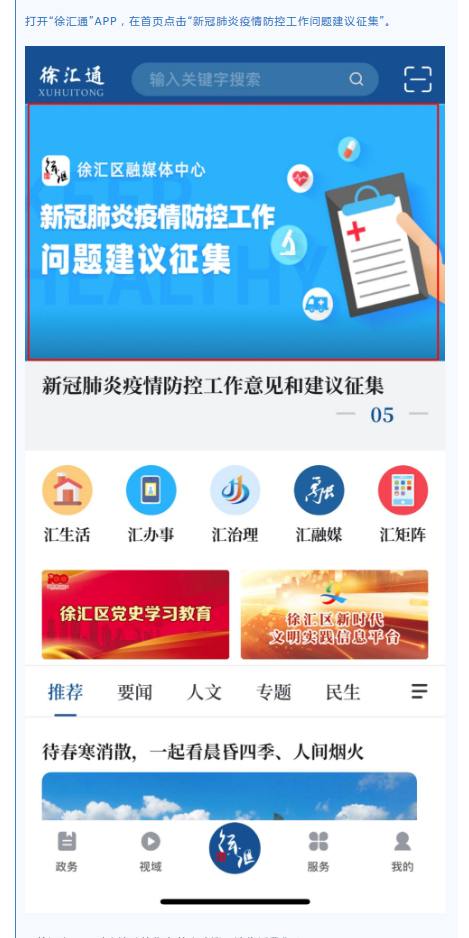 打开“徐汇通”APP，在首页点击“新冠肺炎疫情防控工作问题建议征集”。
徐汇通
XUHUITONG
输入关键字搜索
徐汇
徐汇区融媒体中心
KEEP
HEALTHY
新冠肺炎疫情防控工作
问题建议征集
新冠肺炎疫情防控工作意见和建议征集
05
汇生活 汇办事 汇治理 汇融媒 汇矩阵
徐汇区党史学习教育
徐汇区新时代
文明实践信息平台
推荐 要闻 人文 专题 民生
待春寒消散，一起看晨昏四季、人间烟火
徐汇
政务 视域 服务 我的